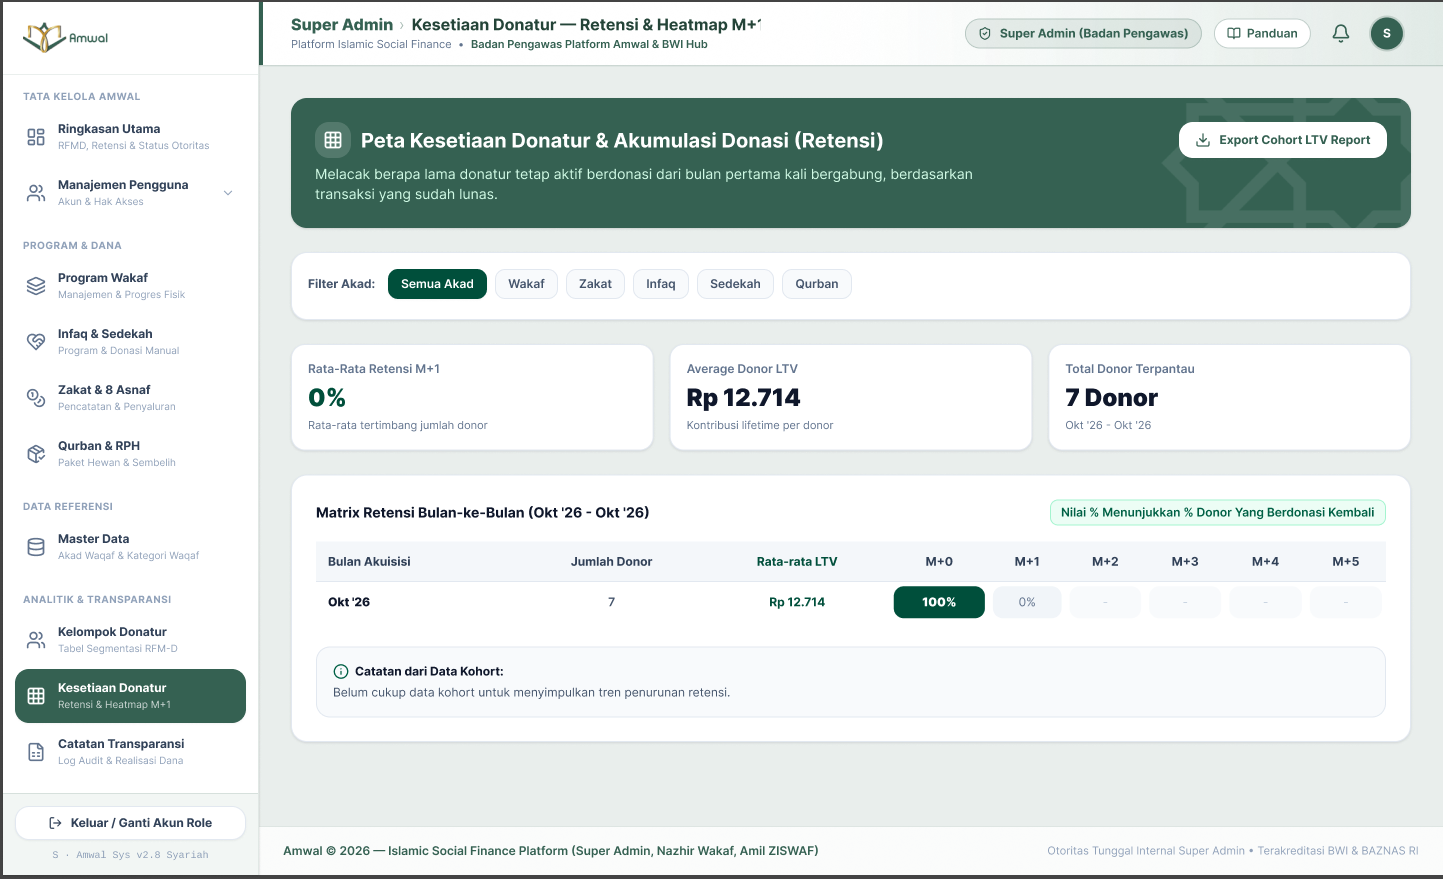 Amwal
TATA KELOLA AMWAL
Ringkasan Utama
RFMD, Retensi & Status Otoritas
Manajemen Pengguna
Akun & Hak Akses
PROGRAM & DANA
Program Wakaf
Manajemen & Progres Fisik
Infaq & Sedekah
Program & Donasi Manual
Zakat & 8 Asnaf
Pencatatan & Penyaluran
Qurban & RPH
Paket Hewan & Sembelih
DATA REFERENSI
Master Data
Akad Waqaf & Kategori Waqaf
ANALITIK & TRANSPARANSI
Kelompok Donatur
Tabel Segmentasi RFM-D
Kesetiaan Donatur
Retensi & Heatmap M+1
Catatan Transparansi
Log Audit & Realisasi Dana
Keluar / Ganti Akun Role
S · Amwal Sys v2.8 Syariah
Super Admin › Kesetiaan Donatur — Retensi & Heatmap M+1
Platform Islamic Social Finance • Badan Pengawas Platform Amwal & BWI Hub
Super Admin (Badan Pengawas)
Panduan
S
Peta Kesetiaan Donatur & Akumulasi Donasi (Retensi)
Melacak berapa lama donatur tetap aktif berdonasi dari bulan pertama kali bergabung, berdasarkan
transaksi yang sudah lunas.
Export Cohort LTV Report
Filter Akad: Semua Akad Wakaf Zakat Infaq Sedekah Qurban
Rata-Rata Retensi M+1
0%
Rata-rata tertimbang jumlah donor
Average Donor LTV
Rp 12.714
Kontribusi lifetime per donor
Total Donor Terpantau
7 Donor
Okt '26 - Okt '26
Matrix Retensi Bulan-ke-Bulan (Okt '26 - Okt '26)
Nilai % Menunjukkan % Donor Yang Berdonasi Kembali
Bulan Akuisisi Jumlah Donor Rata-rata LTV M+0 M+1 M+2 M+3 M+4 M+5
Okt '26 7 Rp 12.714 100% 0% - - - -
Catatan dari Data Kohort:
Belum cukup data kohort untuk menyimpulkan tren penurunan retensi.
Amwal © 2026 — Islamic Social Finance Platform (Super Admin, Nazhir Wakaf, Amil ZISWAF)
Otoritas Tunggal Internal Super Admin • Terakreditasi BWI & BAZNAS RI